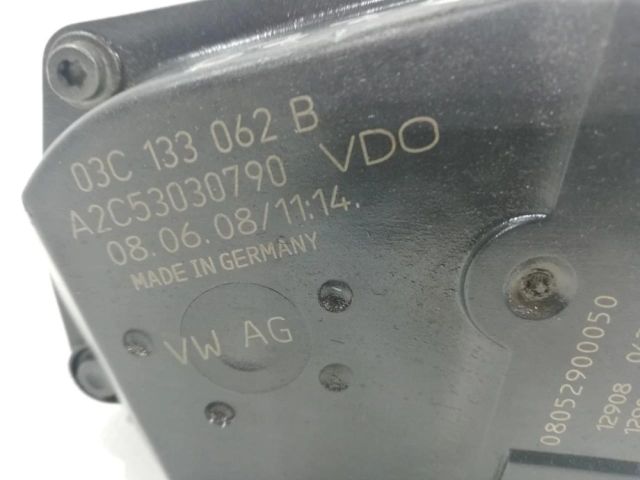 03C 133 062 B
VDO
A2C53030790
08.06.08/11:14.
MADE IN GERMANY
VW AG
08052900050
12908